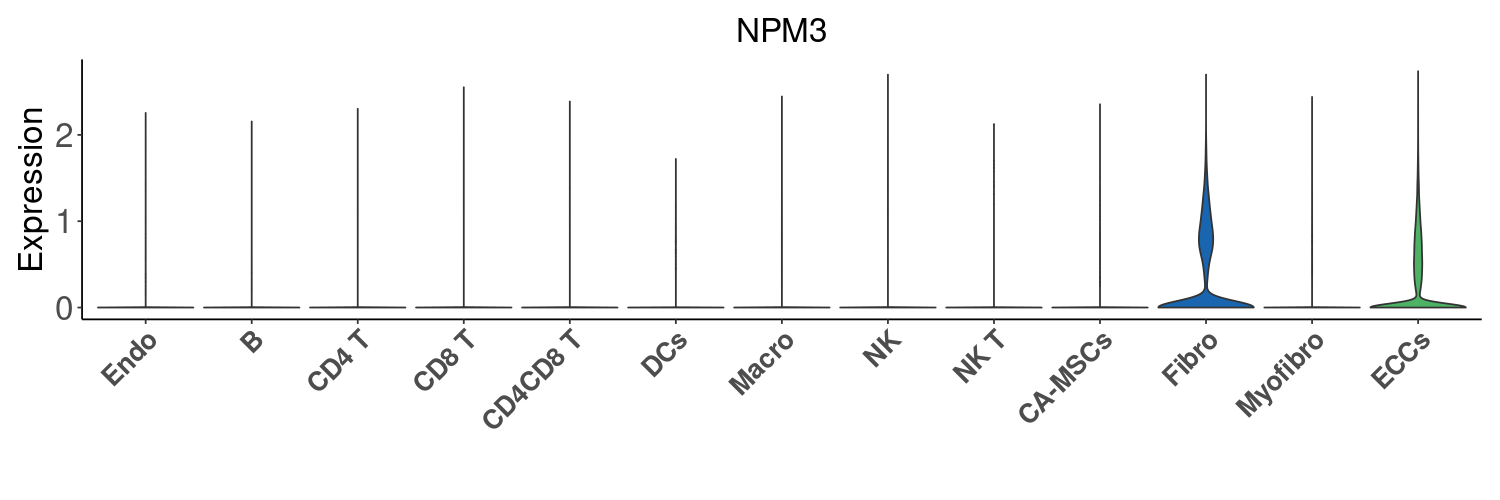 NPM3
Expression
2
1
0
Endo
B
CD4 T
CD8 T
CD4CD8 T
DCs
Macro
NK
NK T
CA-MSCs
Fibro
Myofibro
ECCs